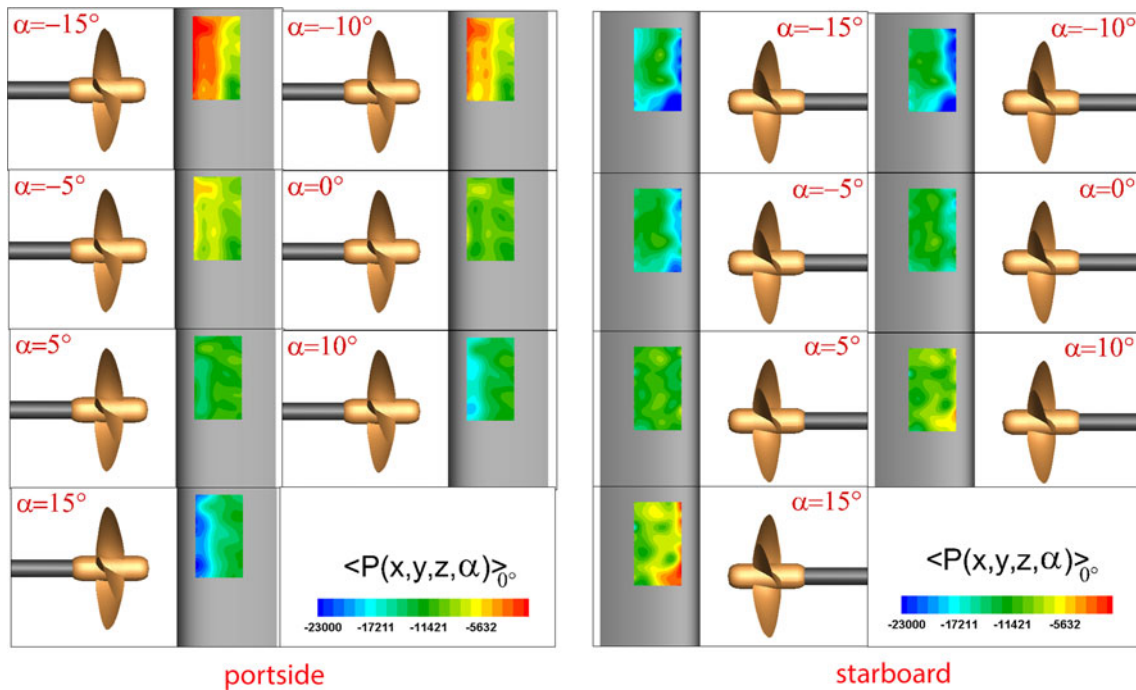 α=−15°
α=−10°
α=−5°
α=0°
α=5°
α=10°
α=15°
<P(x,y,z,α)>0°
-23000 -17211 -11421 -5632
portside
α=−15°
α=−10°
α=−5°
α=0°
α=5°
α=10°
α=15°
<P(x,y,z,α)>0°
-23000 -17211 -11421 -5632
starboard